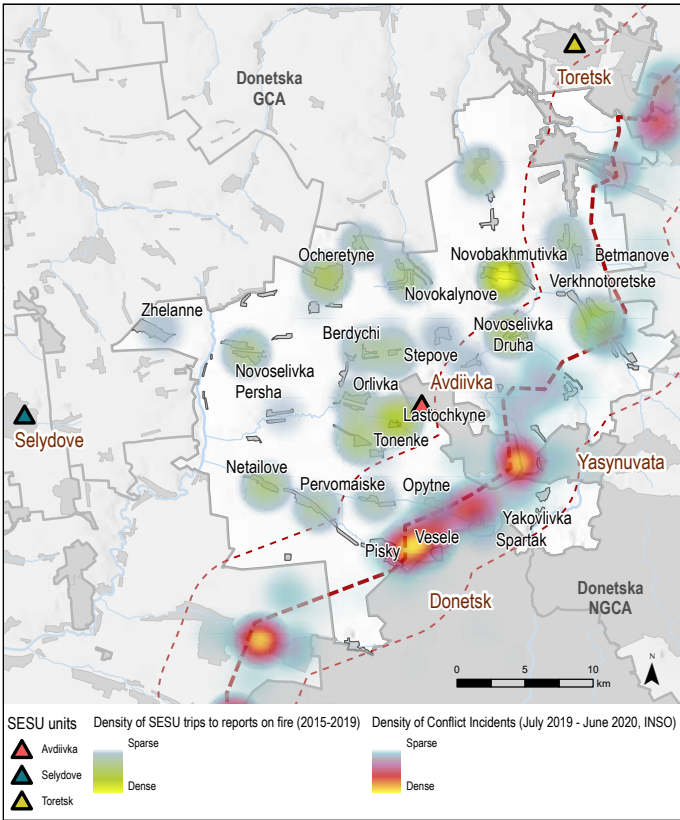 Toretsk
Donetska
GCA
Ocheretyne
Novobakhmutivka
Betmanove
Novokalynove
Verkhnotoretske
Zhelanne
Berdychi
Novoselivka
Druha
Stepove
Novoselivka
Persha
Orlivka
Avdiivka
Lastochkyne
Selydove
Tonenke
Netailove
Pervomaiske
Opytne
Yasynuvata
Yakovlivka
Vesele
Spartak
Pisky
Donetsk
Donetska
NGCA
N
0 5 10
km
SESU units
Avdiivka
Selydove
Toretsk
Density of SESU trips to reports on fire (2015-2019)
Sparse
Dense
Density of Conflict Incidents (July 2019 - June 2020, INSO)
Sparse
Dense